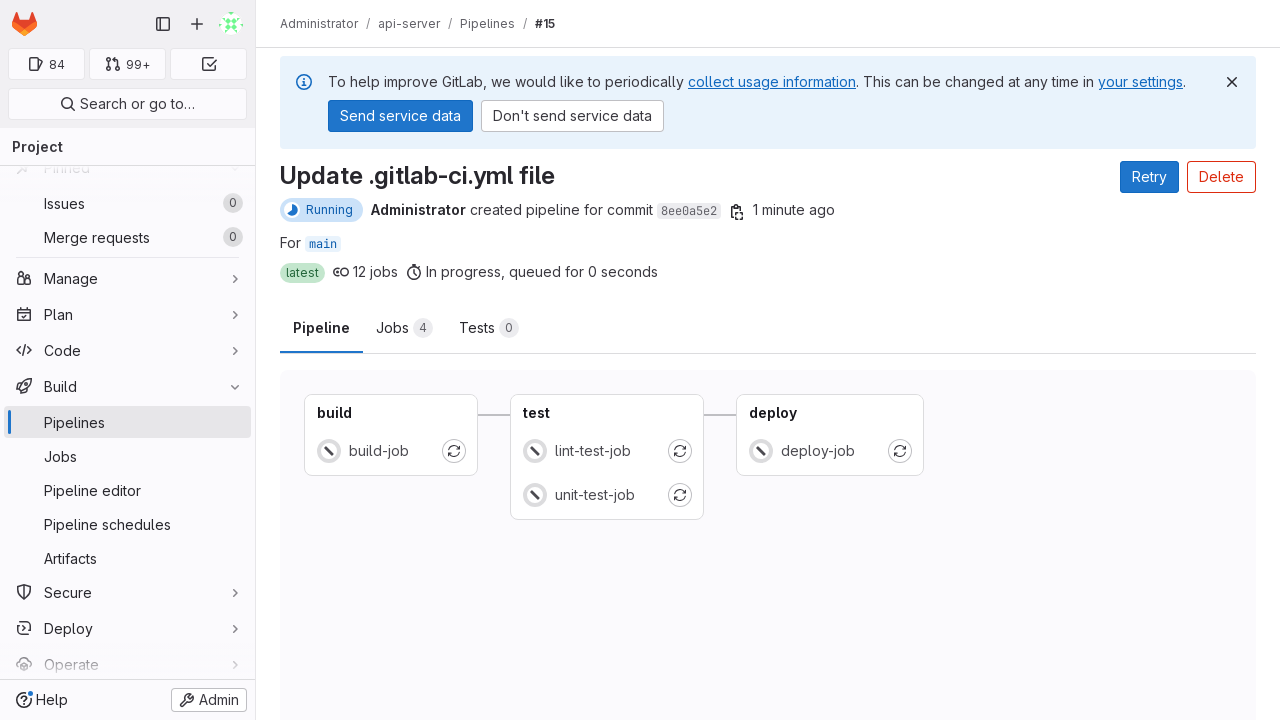 Administrator / api-server / Pipelines / #15
84
99+
Search or go to…
Project
Pinned
Issues 0
Merge requests 0
Manage
Plan
Code
Build
Pipelines
Jobs
Pipeline editor
Pipeline schedules
Artifacts
Secure
Deploy
Operate
Help
Admin
To help improve GitLab, we would like to periodically collect usage information. This can be changed at any time in your settings.
Send service data
Don't send service data
Update .gitlab-ci.yml file
Retry
Delete
Running Administrator created pipeline for commit 8ee0a5e2 1 minute ago
For main
latest 12 jobs In progress, queued for 0 seconds
Pipeline
Jobs 4
Tests 0
build
build-job
test
lint-test-job
unit-test-job
deploy
deploy-job